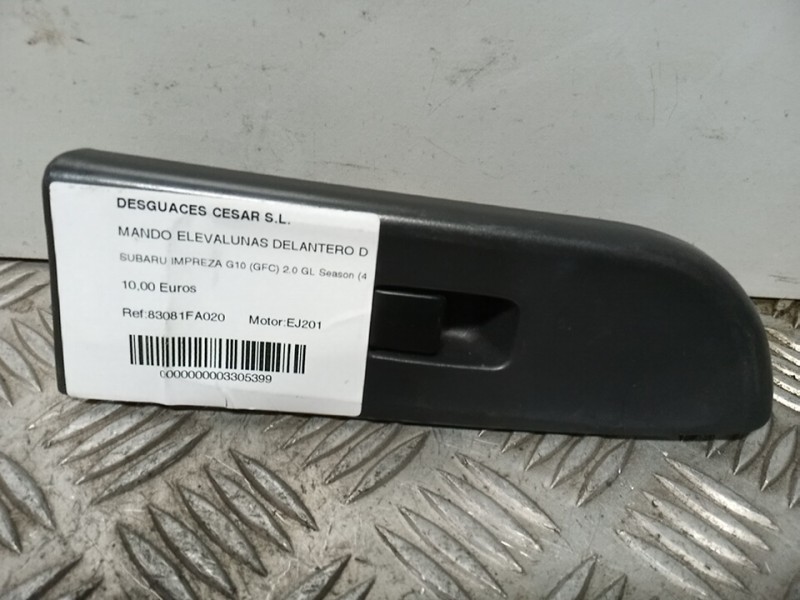 DESGUACES CESAR S.L.
MANDO ELEVALUNAS DELANTERO D
SUBARU IMPREZA G10 (GFC) 2.0 GL Season (4
10,00 Euros
Ref:83081FA020 Motor:EJ201
0000000003305399